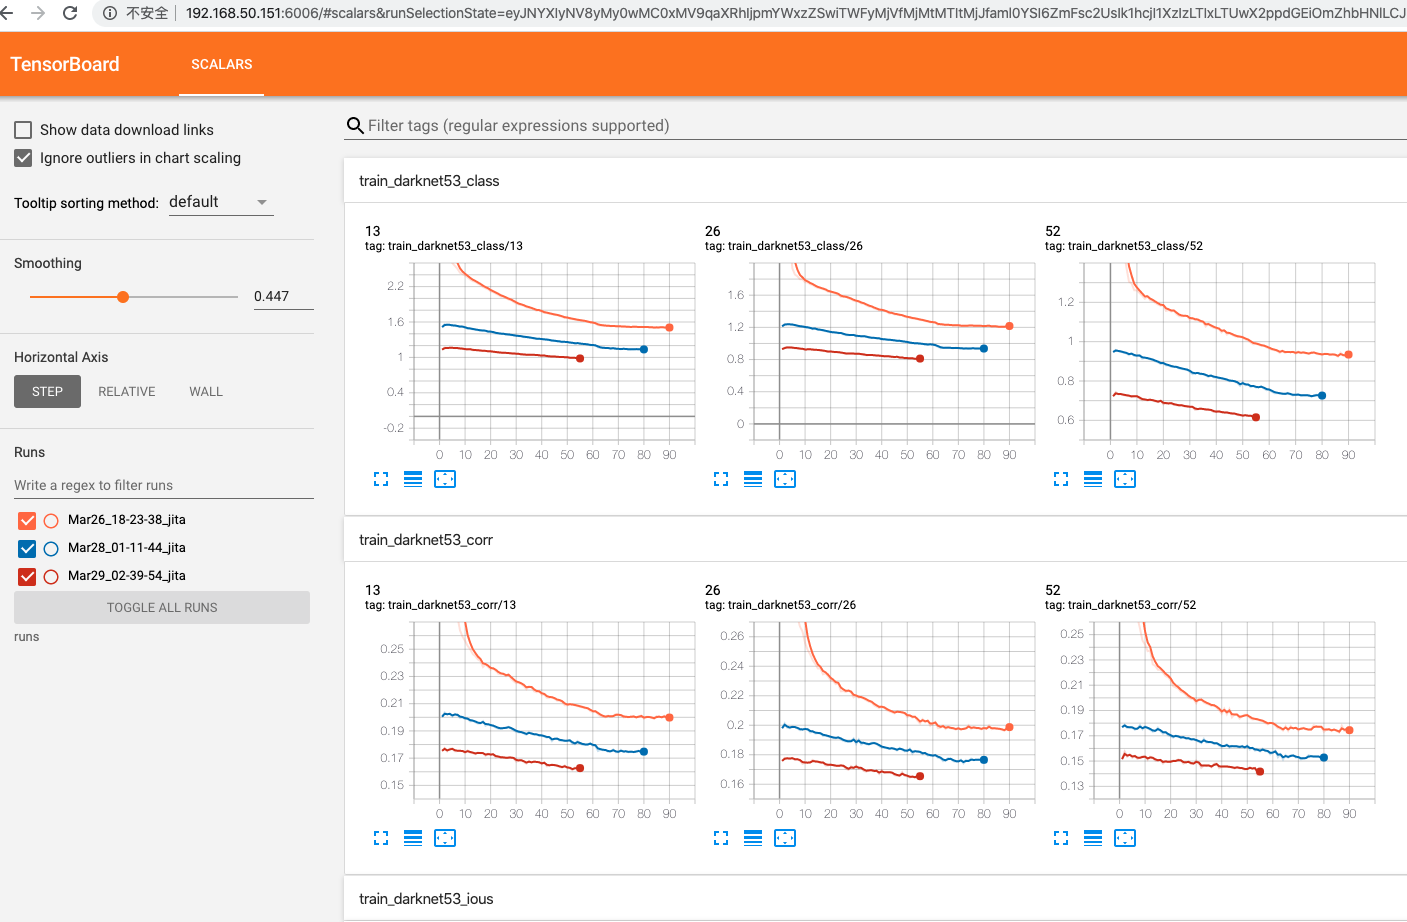 不安全 192.168.50.151:6006/#scalars&runSelectionState=
TensorBoard SCALARS
Show data download links
Ignore outliers in chart scaling
Tooltip sorting method: default
Smoothing
0.447
Horizontal Axis
STEP RELATIVE WALL
Runs
Write a regex to filter runs
Mar26_18-23-38_jita
Mar28_01-11-44_jita
Mar29_02-39-54_jita
TOGGLE ALL RUNS
runs
Filter tags (regular expressions supported)
train_darknet53_class
13
tag: train_darknet53_class/13
2.2
1.6
1
0.4
-0.2
0 10 20 30 40 50 60 70 80 90
26
tag: train_darknet53_class/26
1.6
1.2
0.8
0.4
0
0 10 20 30 40 50 60 70 80 90
52
tag: train_darknet53_class/52
1.2
1
0.8
0.6
0 10 20 30 40 50 60 70 80 90
train_darknet53_corr
13
tag: train_darknet53_corr/13
0.25
0.23
0.21
0.19
0.17
0.15
0 10 20 30 40 50 60 70 80 90
26
tag: train_darknet53_corr/26
0.26
0.24
0.22
0.2
0.18
0.16
0 10 20 30 40 50 60 70 80 90
52
tag: train_darknet53_corr/52
0.25
0.23
0.21
0.19
0.17
0.15
0.13
0 10 20 30 40 50 60 70 80 90
train_darknet53_ious